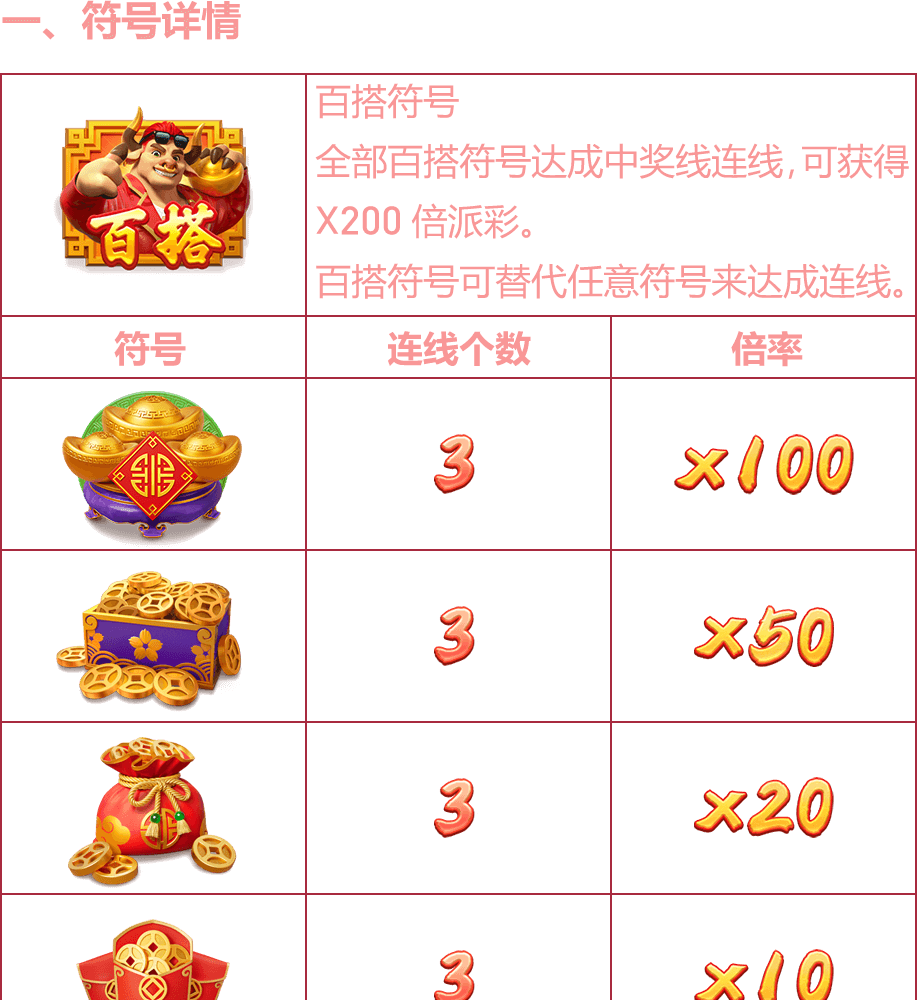 一、符号详情
百搭
百搭符号
全部百搭符号达成中奖线连线,可获得
X200 倍派彩。
百搭符号可替代任意符号来达成连线。
符号 连线个数 倍率
3 x100
3 x50
3 x20
3 x10